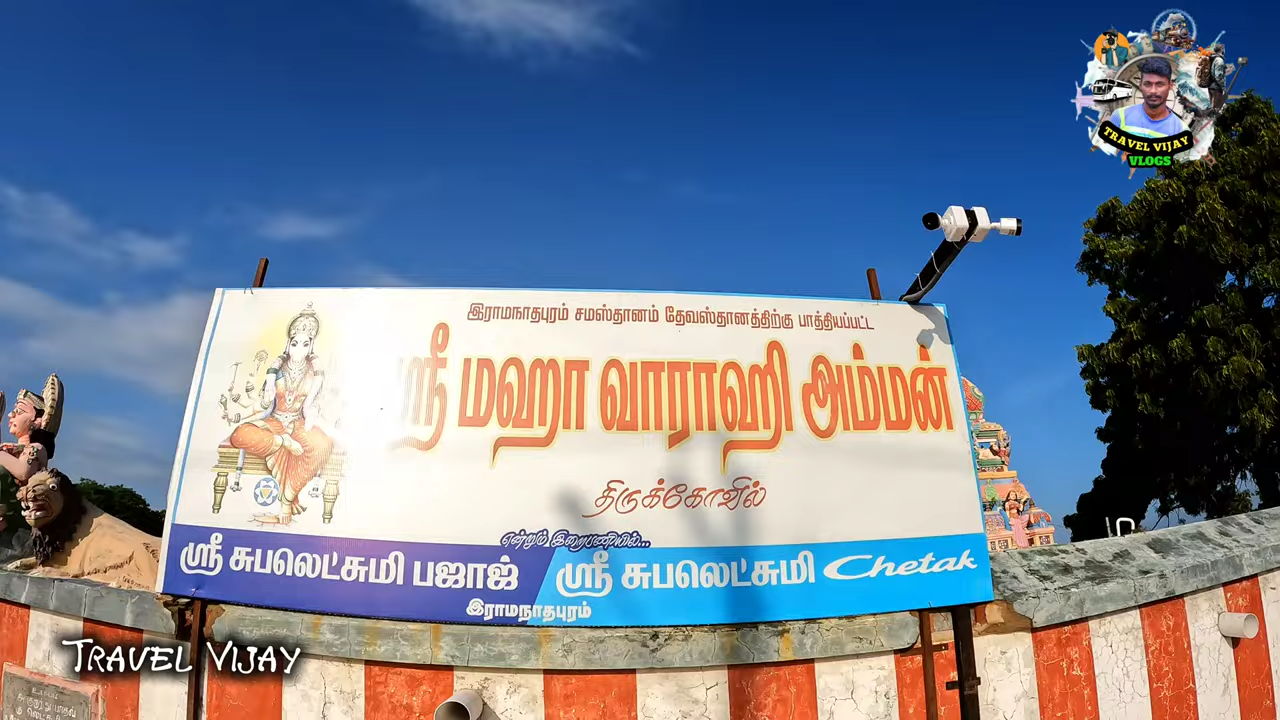 TRAVEL VIJAY
VLOGS
இராமநாதபுரம் சமஸ்தானம் தேவஸ்தானத்திற்கு பாத்தியப்பட்ட
ஸ்ரீ மஹா வாராஹி அம்மன்
திருக்கோவில்
என்றும் இறைபணியில்...
ஸ்ரீ சுபலெட்சுமி பஜாஜ் ஸ்ரீ சுபலெட்சுமி Chetak
இராமநாதபுரம்
TRAVEL VIJAY